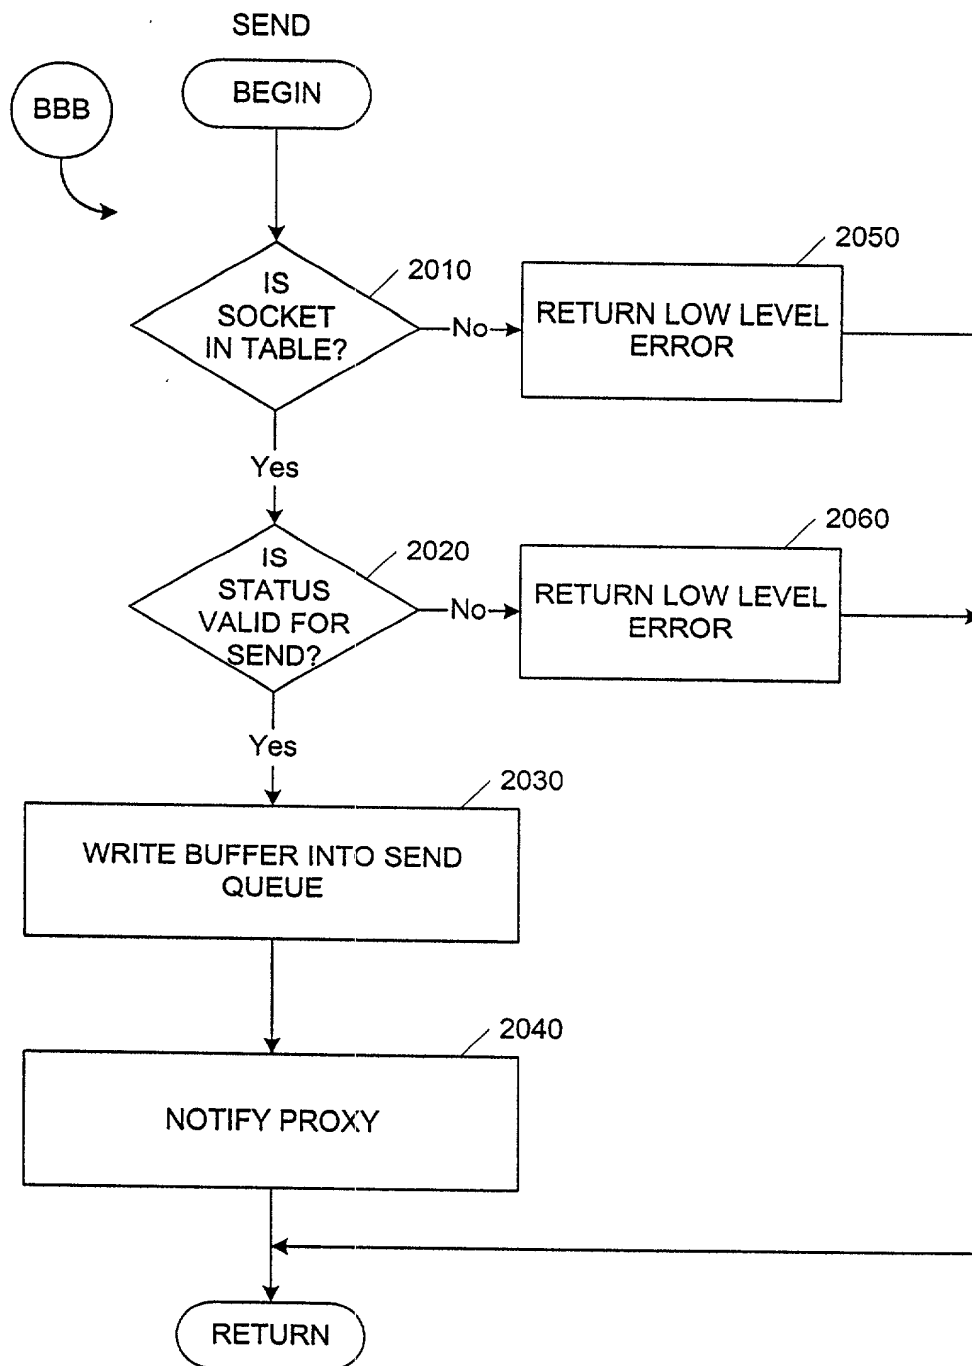 SEND
BEGIN
BBB
2010
IS
SOCKET
IN TABLE?
No
2050
RETURN LOW LEVEL
ERROR
Yes
2020
IS
STATUS
VALID FOR
SEND?
No
2060
RETURN LOW LEVEL
ERROR
Yes
2030
WRITE BUFFER INTO SEND
QUEUE
2040
NOTIFY PROXY
RETURN